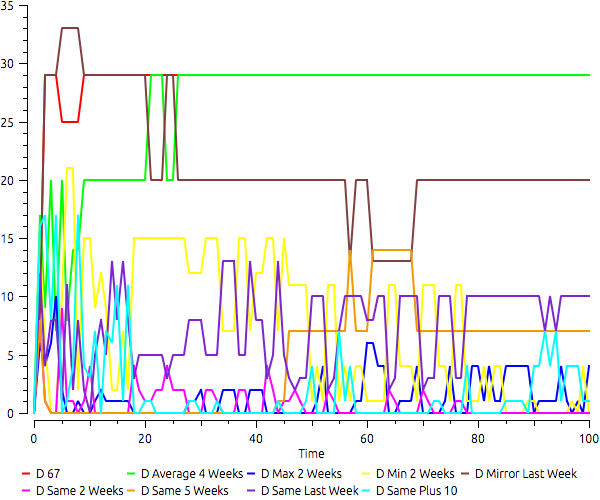 35
30
25
20
15
10
5
0
0 20 40 60 80 100
Time
D 67 D Average 4 Weeks D Max 2 Weeks D Min 2 Weeks D Mirror Last Week
D Same 2 Weeks D Same 5 Weeks D Same Last Week D Same Plus 10